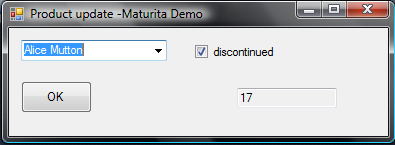 Product update -Maturita Demo
Alice Mutton
discontinued
OK
17